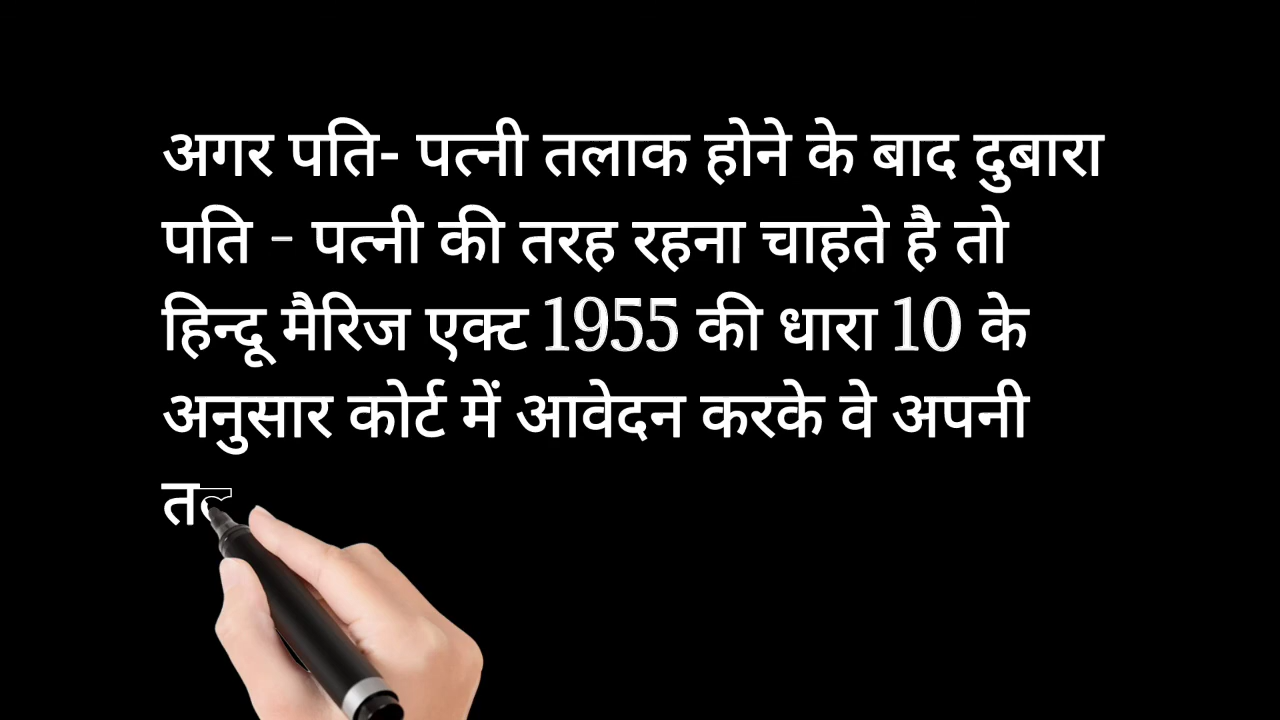 अगर पति- पत्नी तलाक होने के बाद दुबारा
पति - पत्नी की तरह रहना चाहते है तो
हिन्दू मैरिज एक्ट 1955 की धारा 10 के
अनुसार कोर्ट में आवेदन करके वे अपनी